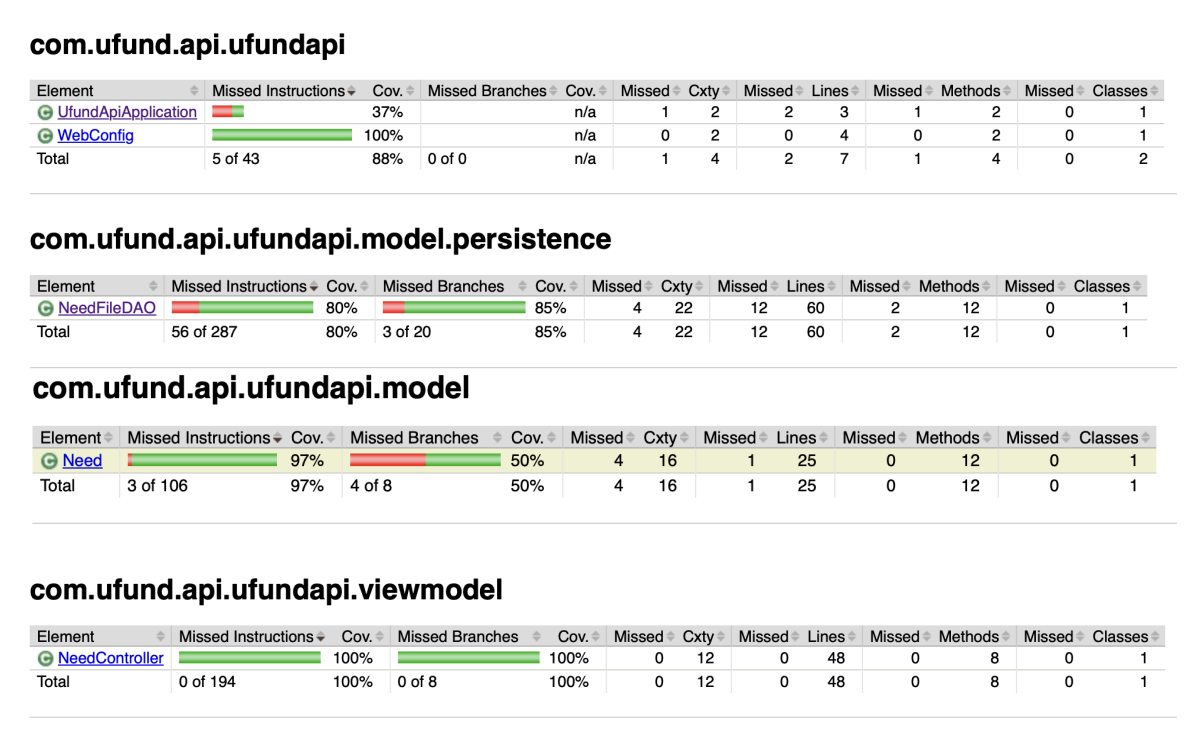 com.ufund.api.ufundapi
Element Missed Instructions Cov. Missed Branches Cov. Missed Cxty Missed Lines Missed Methods Missed Classes
C UfundApiApplication 37% n/a 1 2 2 3 1 2 0 1
C WebConfig 100% n/a 0 2 0 4 0 2 0 1
Total 5 of 43 88% 0 of 0 n/a 1 4 2 7 1 4 0 2
com.ufund.api.ufundapi.model.persistence
Element Missed Instructions Cov. Missed Branches Cov. Missed Cxty Missed Lines Missed Methods Missed Classes
C NeedFileDAO 80% 85% 4 22 12 60 2 12 0 1
Total 56 of 287 80% 3 of 20 85% 4 22 12 60 2 12 0 1
com.ufund.api.ufundapi.model
Element Missed Instructions Cov. Missed Branches Cov. Missed Cxty Missed Lines Missed Methods Missed Classes
C Need 97% 50% 4 16 1 25 0 12 0 1
Total 3 of 106 97% 4 of 8 50% 4 16 1 25 0 12 0 1
com.ufund.api.ufundapi.viewmodel
Element Missed Instructions Cov. Missed Branches Cov. Missed Cxty Missed Lines Missed Methods Missed Classes
C NeedController 100% 100% 0 12 0 48 0 8 0 1
Total 0 of 194 100% 0 of 8 100% 0 12 0 48 0 8 0 1